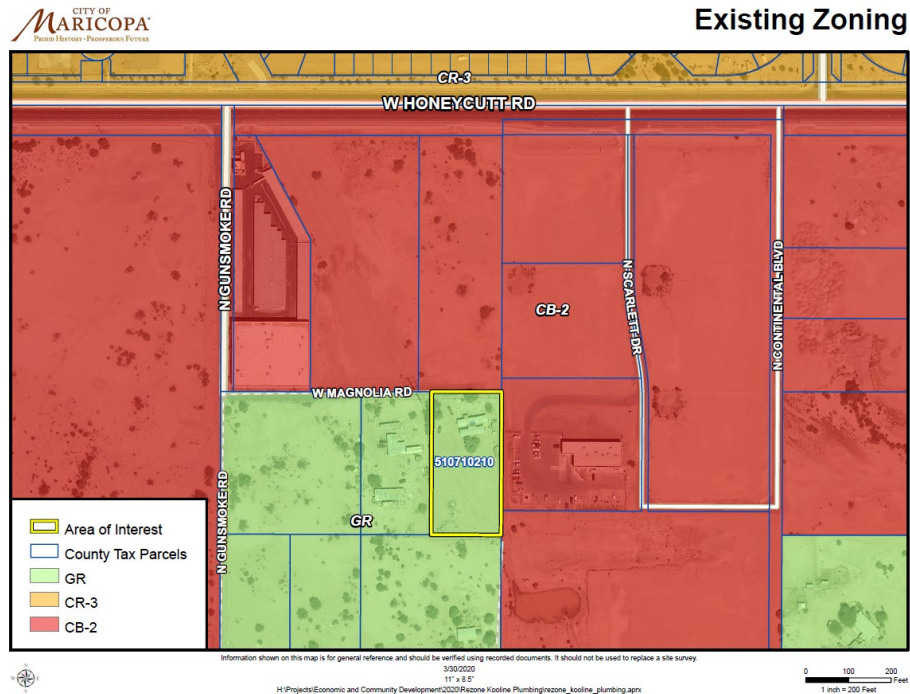 CITY OF
MARICOPA
PROUD HISTORY • PROSPEROUS FUTURE
Existing Zoning
CR-3
W HONEYCUTT RD
N GUNSMOKE RD
N SCARLETT DR
N CONTINENTAL BLVD
CB-2
W MAGNOLIA RD
510710210
GR
N GUNSMOKE RD
Area of Interest
County Tax Parcels
GR
CR-3
CB-2
Information shown on this map is for general reference and should be verified using recorded documents. It should not be used to replace a site survey.
3/30/2020
11" x 8.5"
H:\Projects\Economic and Community Development\2020\Rezone Kooline Plumbing\rezone_kooline_plumbing.aprx
0 100 200
Feet
1 inch = 200 Feet